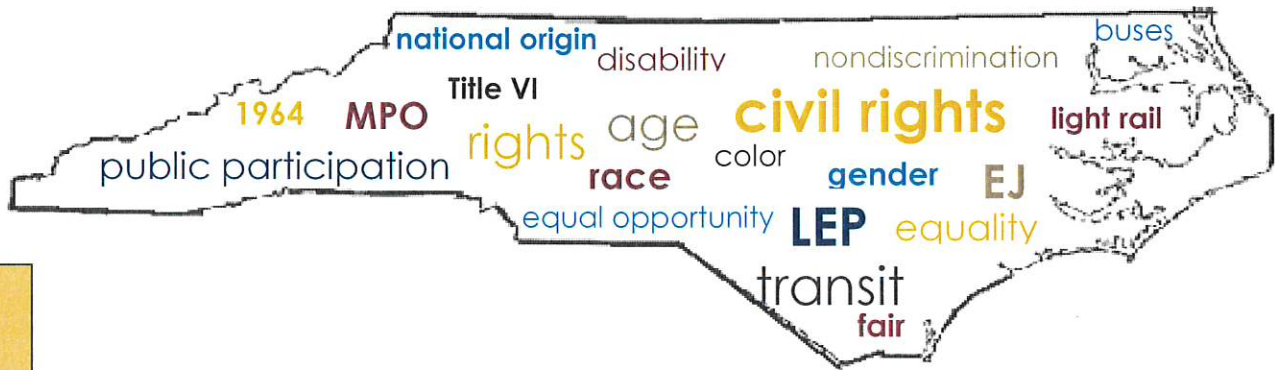 buses
national origin
disability
nondiscrimination
Title VI
1964
MPO
civil rights
light rail
rights
age
color
public participation
race
gender
EJ
equal opportunity
LEP
equality
transit
fair